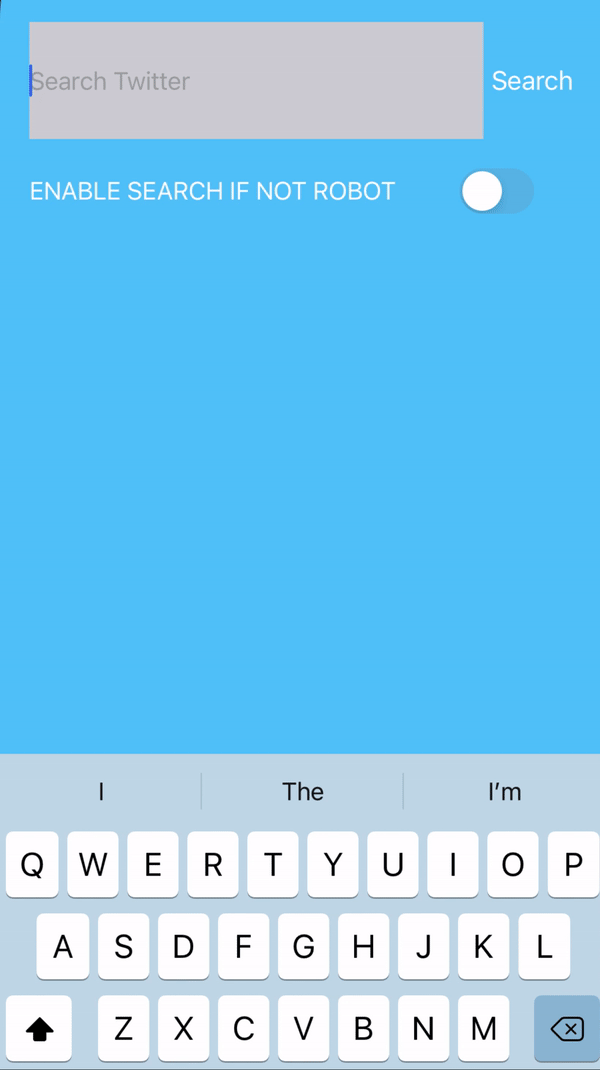 Search Twitter Search
ENABLE SEARCH IF NOT ROBOT
I The I'm
Q W E R T Y U I O P
A S D F G H J K L
Z X C V B N M